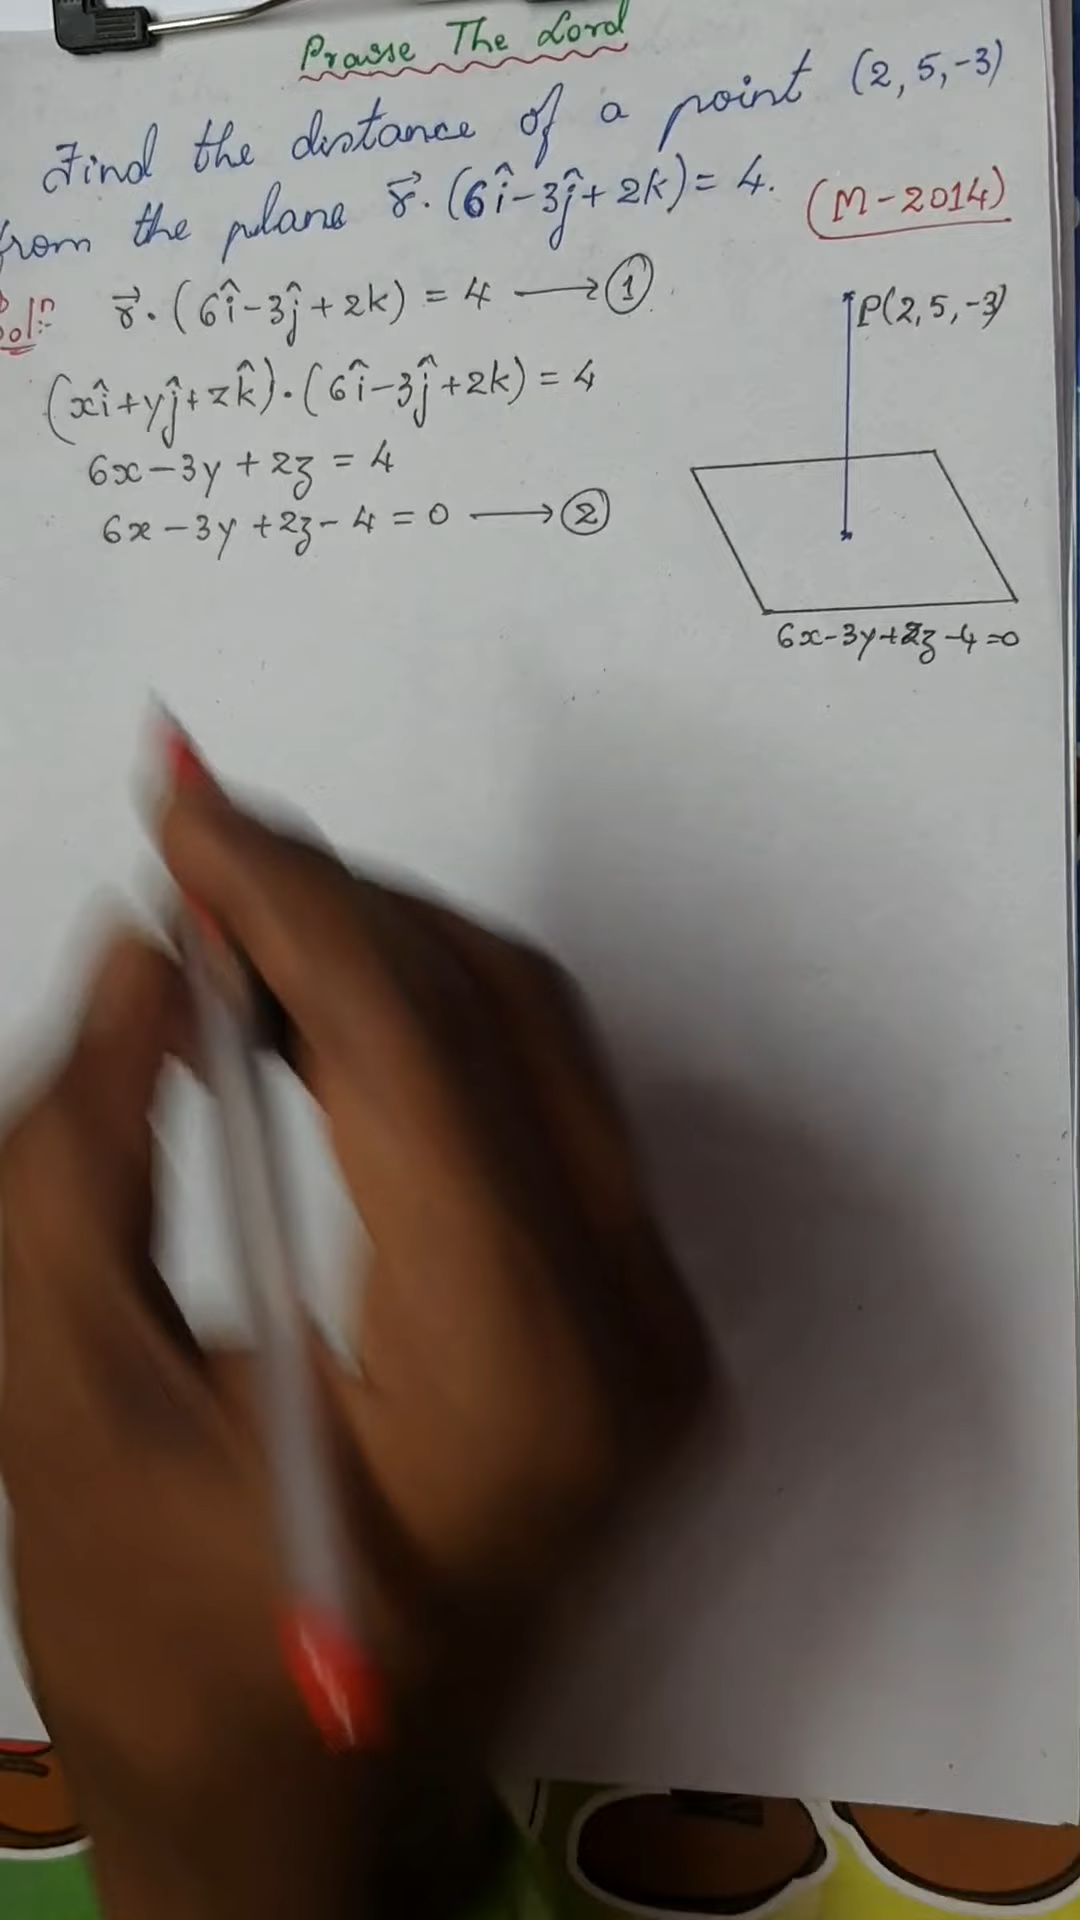 Praise The Lord
Find the distance of a point (2, 5, -3)
from the plane r⃗. (6î - 3ĵ + 2k) = 4. (M-2014)
Solⁿ:- r⃗. (6î - 3ĵ + 2k) = 4 → ①
(xî + yĵ + zk̂) . (6î - 3ĵ + 2k) = 4
6x - 3y + 2z = 4
6x - 3y + 2z - 4 = 0 → ②
P(2, 5, -3)
6x - 3y + 2z - 4 = 0